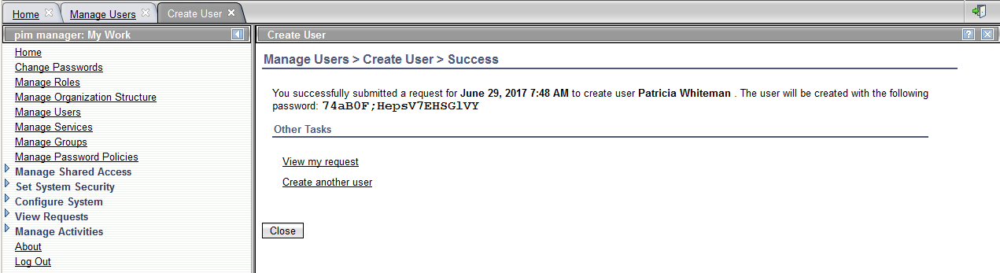 Home Manage Users Create User
pim manager: My Work
Home
Change Passwords
Manage Roles
Manage Organization Structure
Manage Users
Manage Services
Manage Groups
Manage Password Policies
Manage Shared Access
Set System Security
Configure System
View Requests
Manage Activities
About
Log Out
Create User ?
Manage Users > Create User > Success
You successfully submitted a request for June 29, 2017 7:48 AM to create user Patricia Whiteman . The user will be created with the following
password: 74aB0F;HepsV7EHSGlVY
Other Tasks
View my request
Create another user
Close